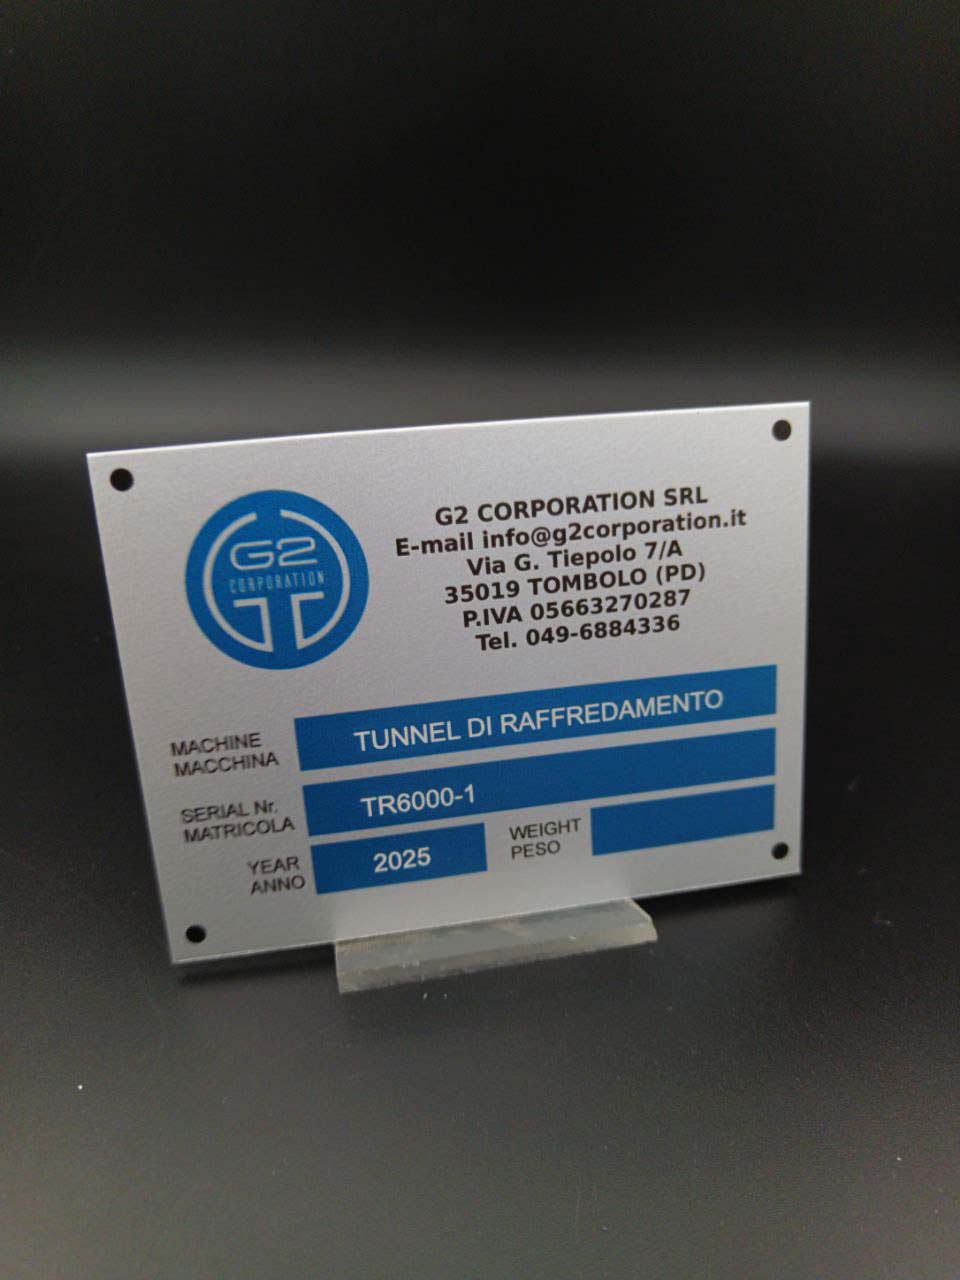 G2
CORPORATION
G2 CORPORATION SRL
E-mail info@g2corporation.it
Via G. Tiepolo 7/A
35019 TOMBOLO (PD)
P.IVA 05663270287
Tel. 049-6884336
MACHINE
MACCHINA
TUNNEL DI RAFFREDAMENTO
SERIAL Nr.
MATRICOLA
TR6000-1
YEAR
ANNO
2025
WEIGHT
PESO